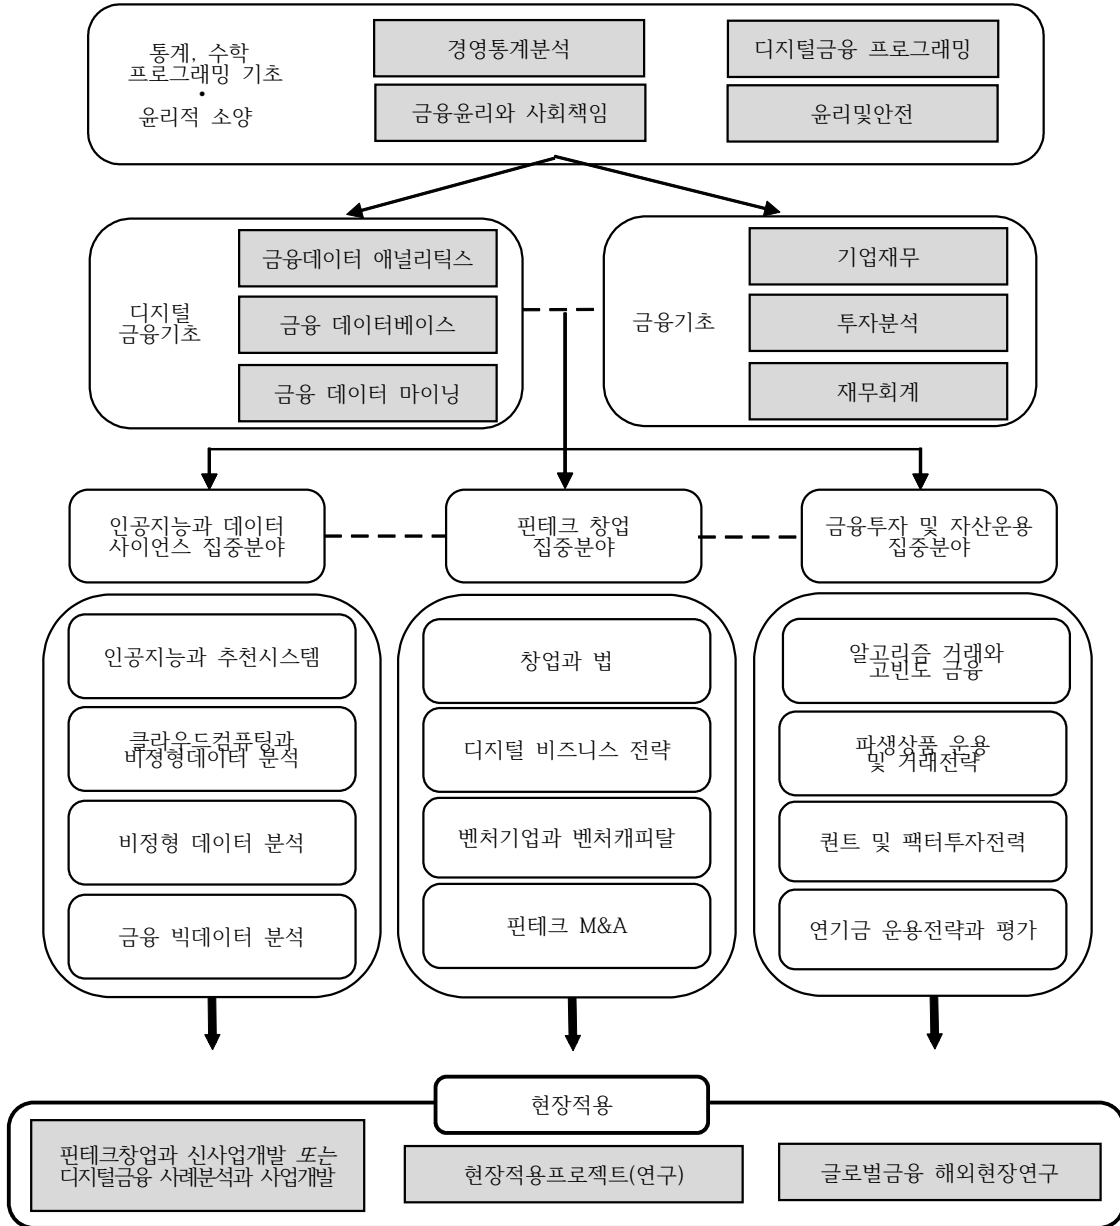 통계, 수학
프로그래밍 기초
•
윤리적 소양
경영통계분석
디지털금융 프로그래밍
금융윤리와 사회책임
윤리및안전
디지털
금융기초
금융데이터 애널리틱스
금융 데이터베이스
금융 데이터 마이닝
금융기초
기업재무
투자분석
재무회계
인공지능과 데이터
사이언스 집중분야
핀테크 창업
집중분야
금융투자 및 자산운용
집중분야
인공지능과 추천시스템
클라우드컴퓨팅과
비정형데이터 분석
비정형 데이터 분석
금융 빅데이터 분석
창업과 법
디지털 비즈니스 전략
벤처기업과 벤처캐피탈
핀테크 M&A
알고리즘 거래와
고빈도 금융
파생상품 운용
및 거래전략
퀀트 및 팩터투자전력
연기금 운용전략과 평가
현장적용
핀테크창업과 신사업개발 또는
디지털금융 사례분석과 사업개발
현장적용프로젝트(연구)
글로벌금융 해외현장연구